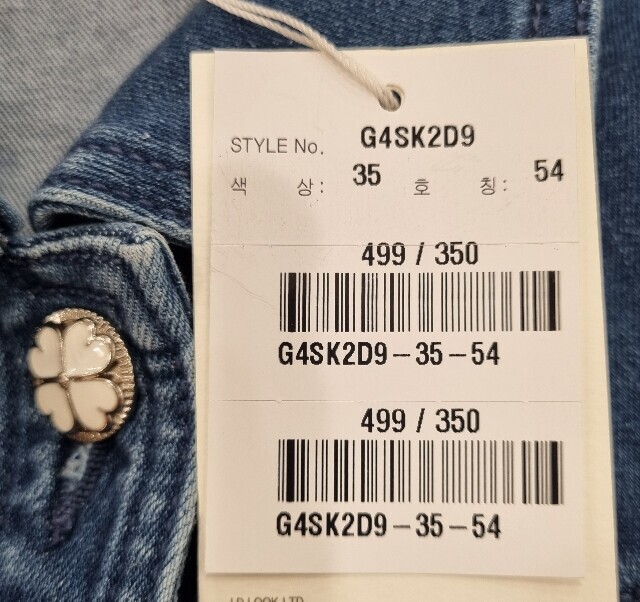 STYLE No. G4SK2D9
색 상: 35 호 칭: 54
499 / 350
G4SK2D9-35-54
499 / 350
G4SK2D9-35-54